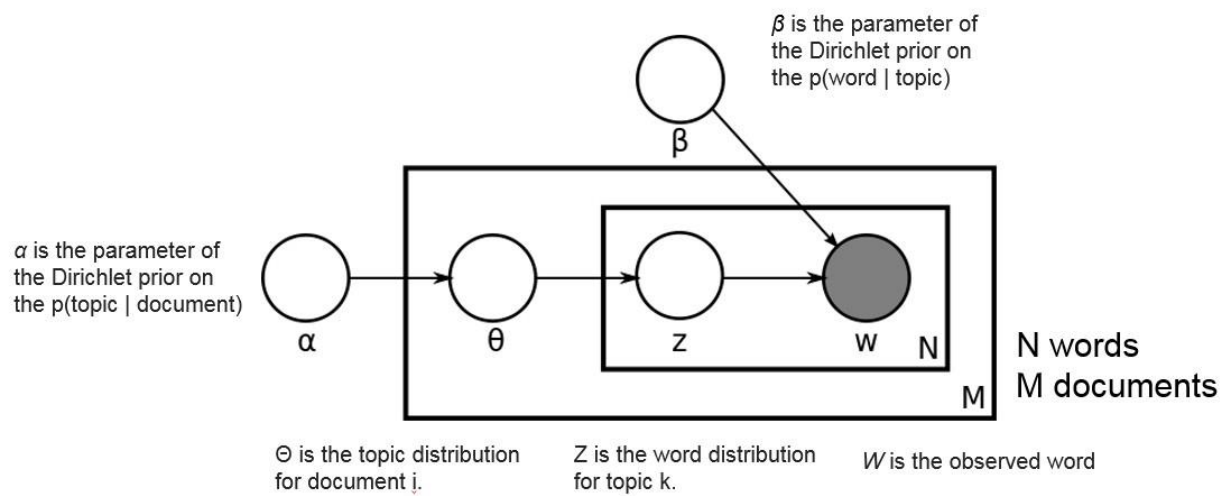 β is the parameter of
the Dirichlet prior on
the p(word | topic)
β
α is the parameter of
the Dirichlet prior on
the p(topic | document)
α
θ
z
w
N
M
N words
M documents
Θ is the topic distribution
for document i.
Z is the word distribution
for topic k.
W is the observed word